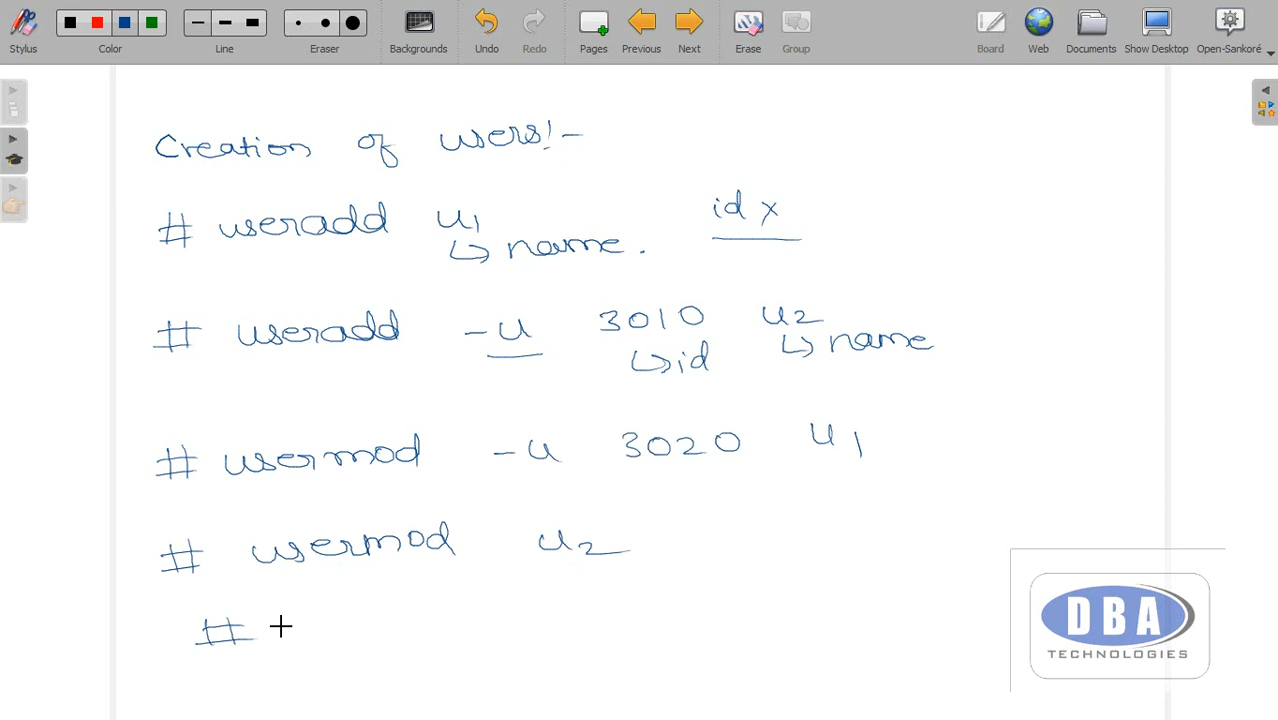 Stylus Color Line Eraser Backgrounds Undo Redo Pages Previous Next Erase Group Board Web Documents Show Desktop Open-Sankoré
Creation of users:-
# useradd u1 id x
↳ name.
# useradd -u 3010 u2
↳ id ↳ name
# usermod -u 3020 u1
# usermod u2
#
DBA
TECHNOLOGIES